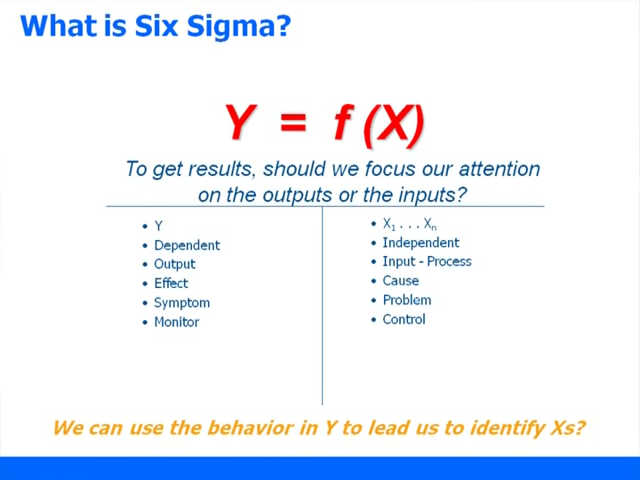 What is Six Sigma?
Y = f (X)
To get results, should we focus our attention
on the outputs or the inputs?
• Y
• Dependent
• Output
• Effect
• Symptom
• Monitor
• X1 . . . Xn
• Independent
• Input - Process
• Cause
• Problem
• Control
We can use the behavior in Y to lead us to identify Xs?